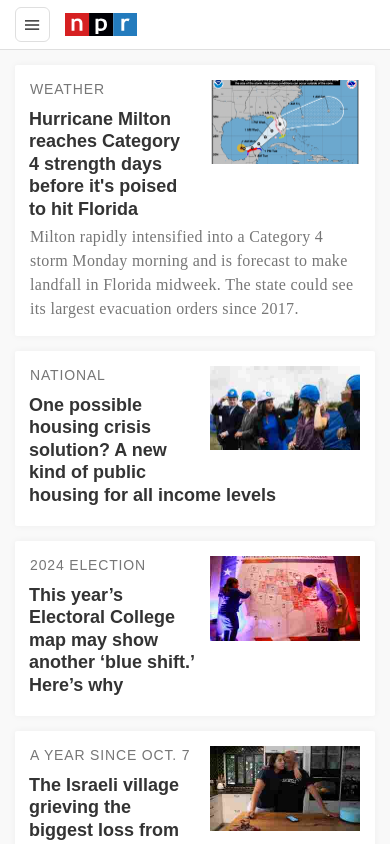 npr
WEATHER
Hurricane Milton
reaches Category
4 strength days
before it's poised
to hit Florida
Milton rapidly intensified into a Category 4
storm Monday morning and is forecast to make
landfall in Florida midweek. The state could see
its largest evacuation orders since 2017.
NATIONAL
One possible
housing crisis
solution? A new
kind of public
housing for all income levels
2024 ELECTION
This year’s
Electoral College
map may show
another ‘blue shift.’
Here’s why
A YEAR SINCE OCT. 7
The Israeli village
grieving the
biggest loss from